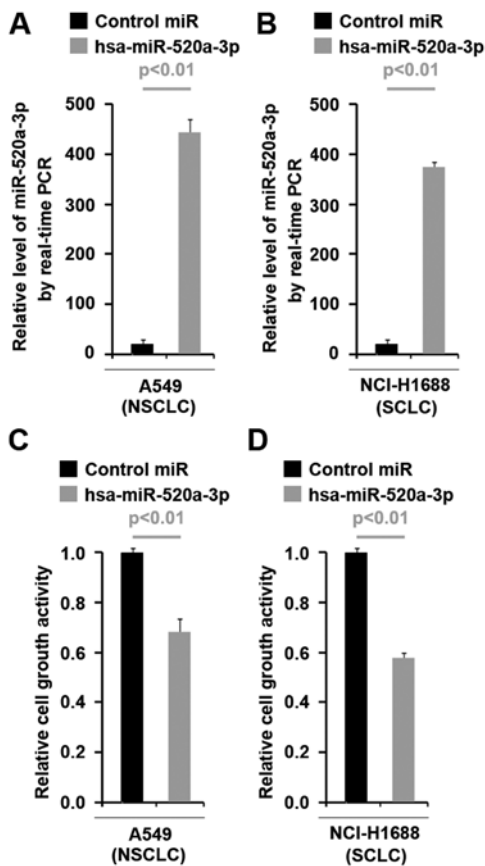 A
Control miR
hsa-miR-520a-3p
p<0.01
Relative level of miR-520a-3p
by real-time PCR
500
400
300
200
100
0
A549
(NSCLC)
B
Control miR
hsa-miR-520a-3p
p<0.01
Relative level of miR-520a-3p
by real-time PCR
500
400
300
200
100
0
NCI-H1688
(SCLC)
C
Control miR
hsa-miR-520a-3p
p<0.01
Relative cell grouth activity
1.0
0.8
0.6
0.4
0.2
0.0
A549
(NSCLC)
D
Control miR
hsa-miR-520a-3p
p<0.01
Relative cell grouth activity
1.0
0.8
0.6
0.4
0.2
0.0
NCI-H1688
(SCLC)